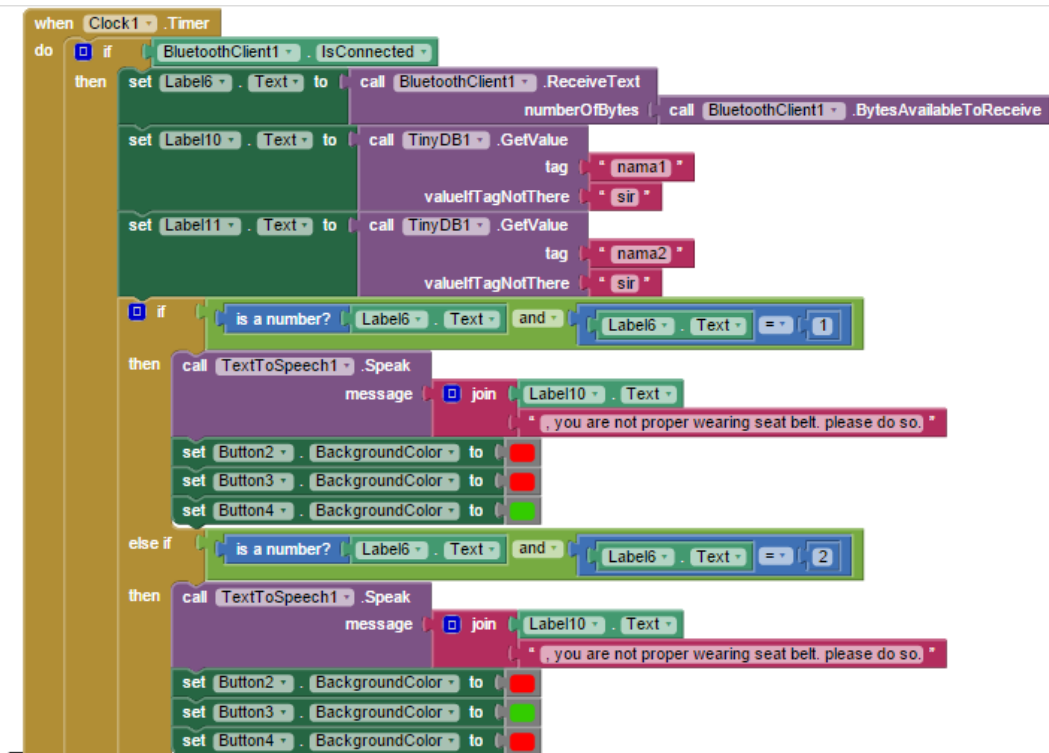 when Clock1 .Timer
do if BluetoothClient1 . IsConnected
then set Label6 . Text to call BluetoothClient1 .ReceiveText
numberOfBytes call BluetoothClient1 .BytesAvailableToReceive
set Label10 . Text to call TinyDB1 .GetValue
tag " nama1 "
valueIfTagNotThere " sir "
set Label11 . Text to call TinyDB1 .GetValue
tag " nama2 "
valueIfTagNotThere " sir "
if is a number? Label6 . Text and Label6 . Text = 1
then call TextToSpeech1 .Speak
message join Label10 . Text
" , you are not proper wearing seat belt. please do so. "
set Button2 . BackgroundColor to
set Button3 . BackgroundColor to
set Button4 . BackgroundColor to
else if is a number? Label6 . Text and Label6 . Text = 2
then call TextToSpeech1 .Speak
message join Label10 . Text
" , you are not proper wearing seat belt. please do so. "
set Button2 . BackgroundColor to
set Button3 . BackgroundColor to
set Button4 . BackgroundColor to